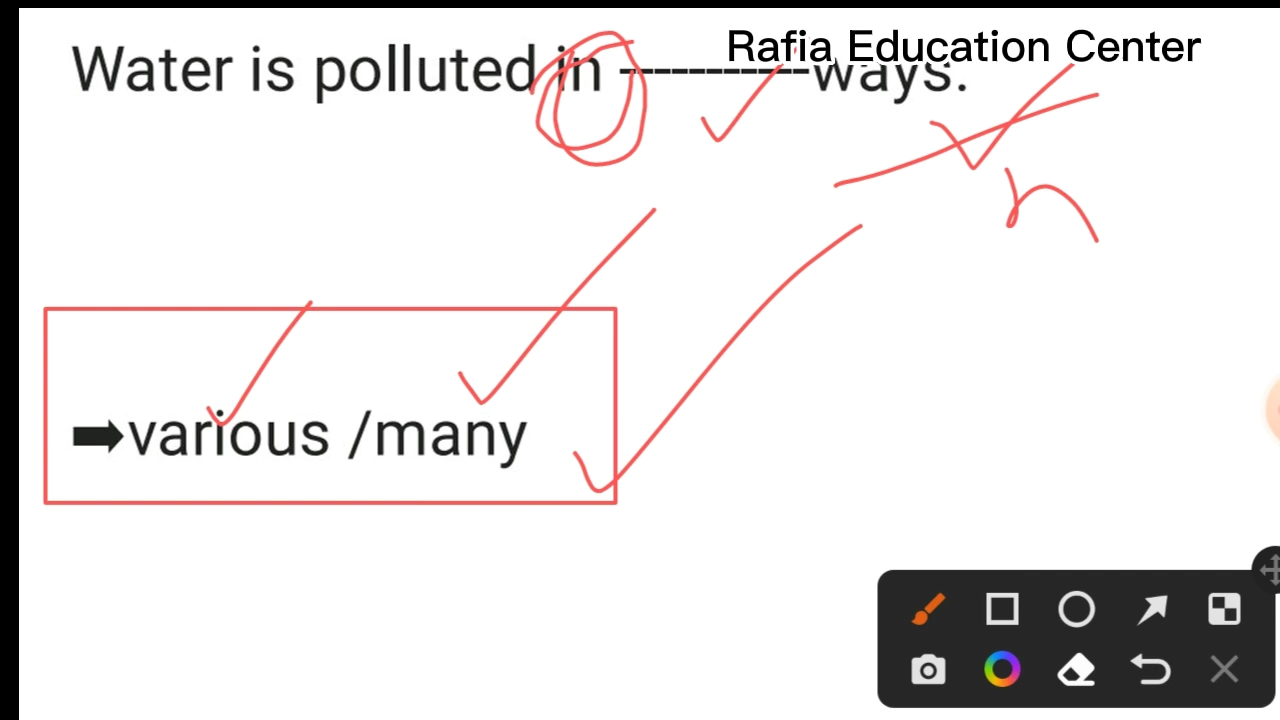 Rafia Education Center
Water is polluted in -----------ways.
n
➡various /many